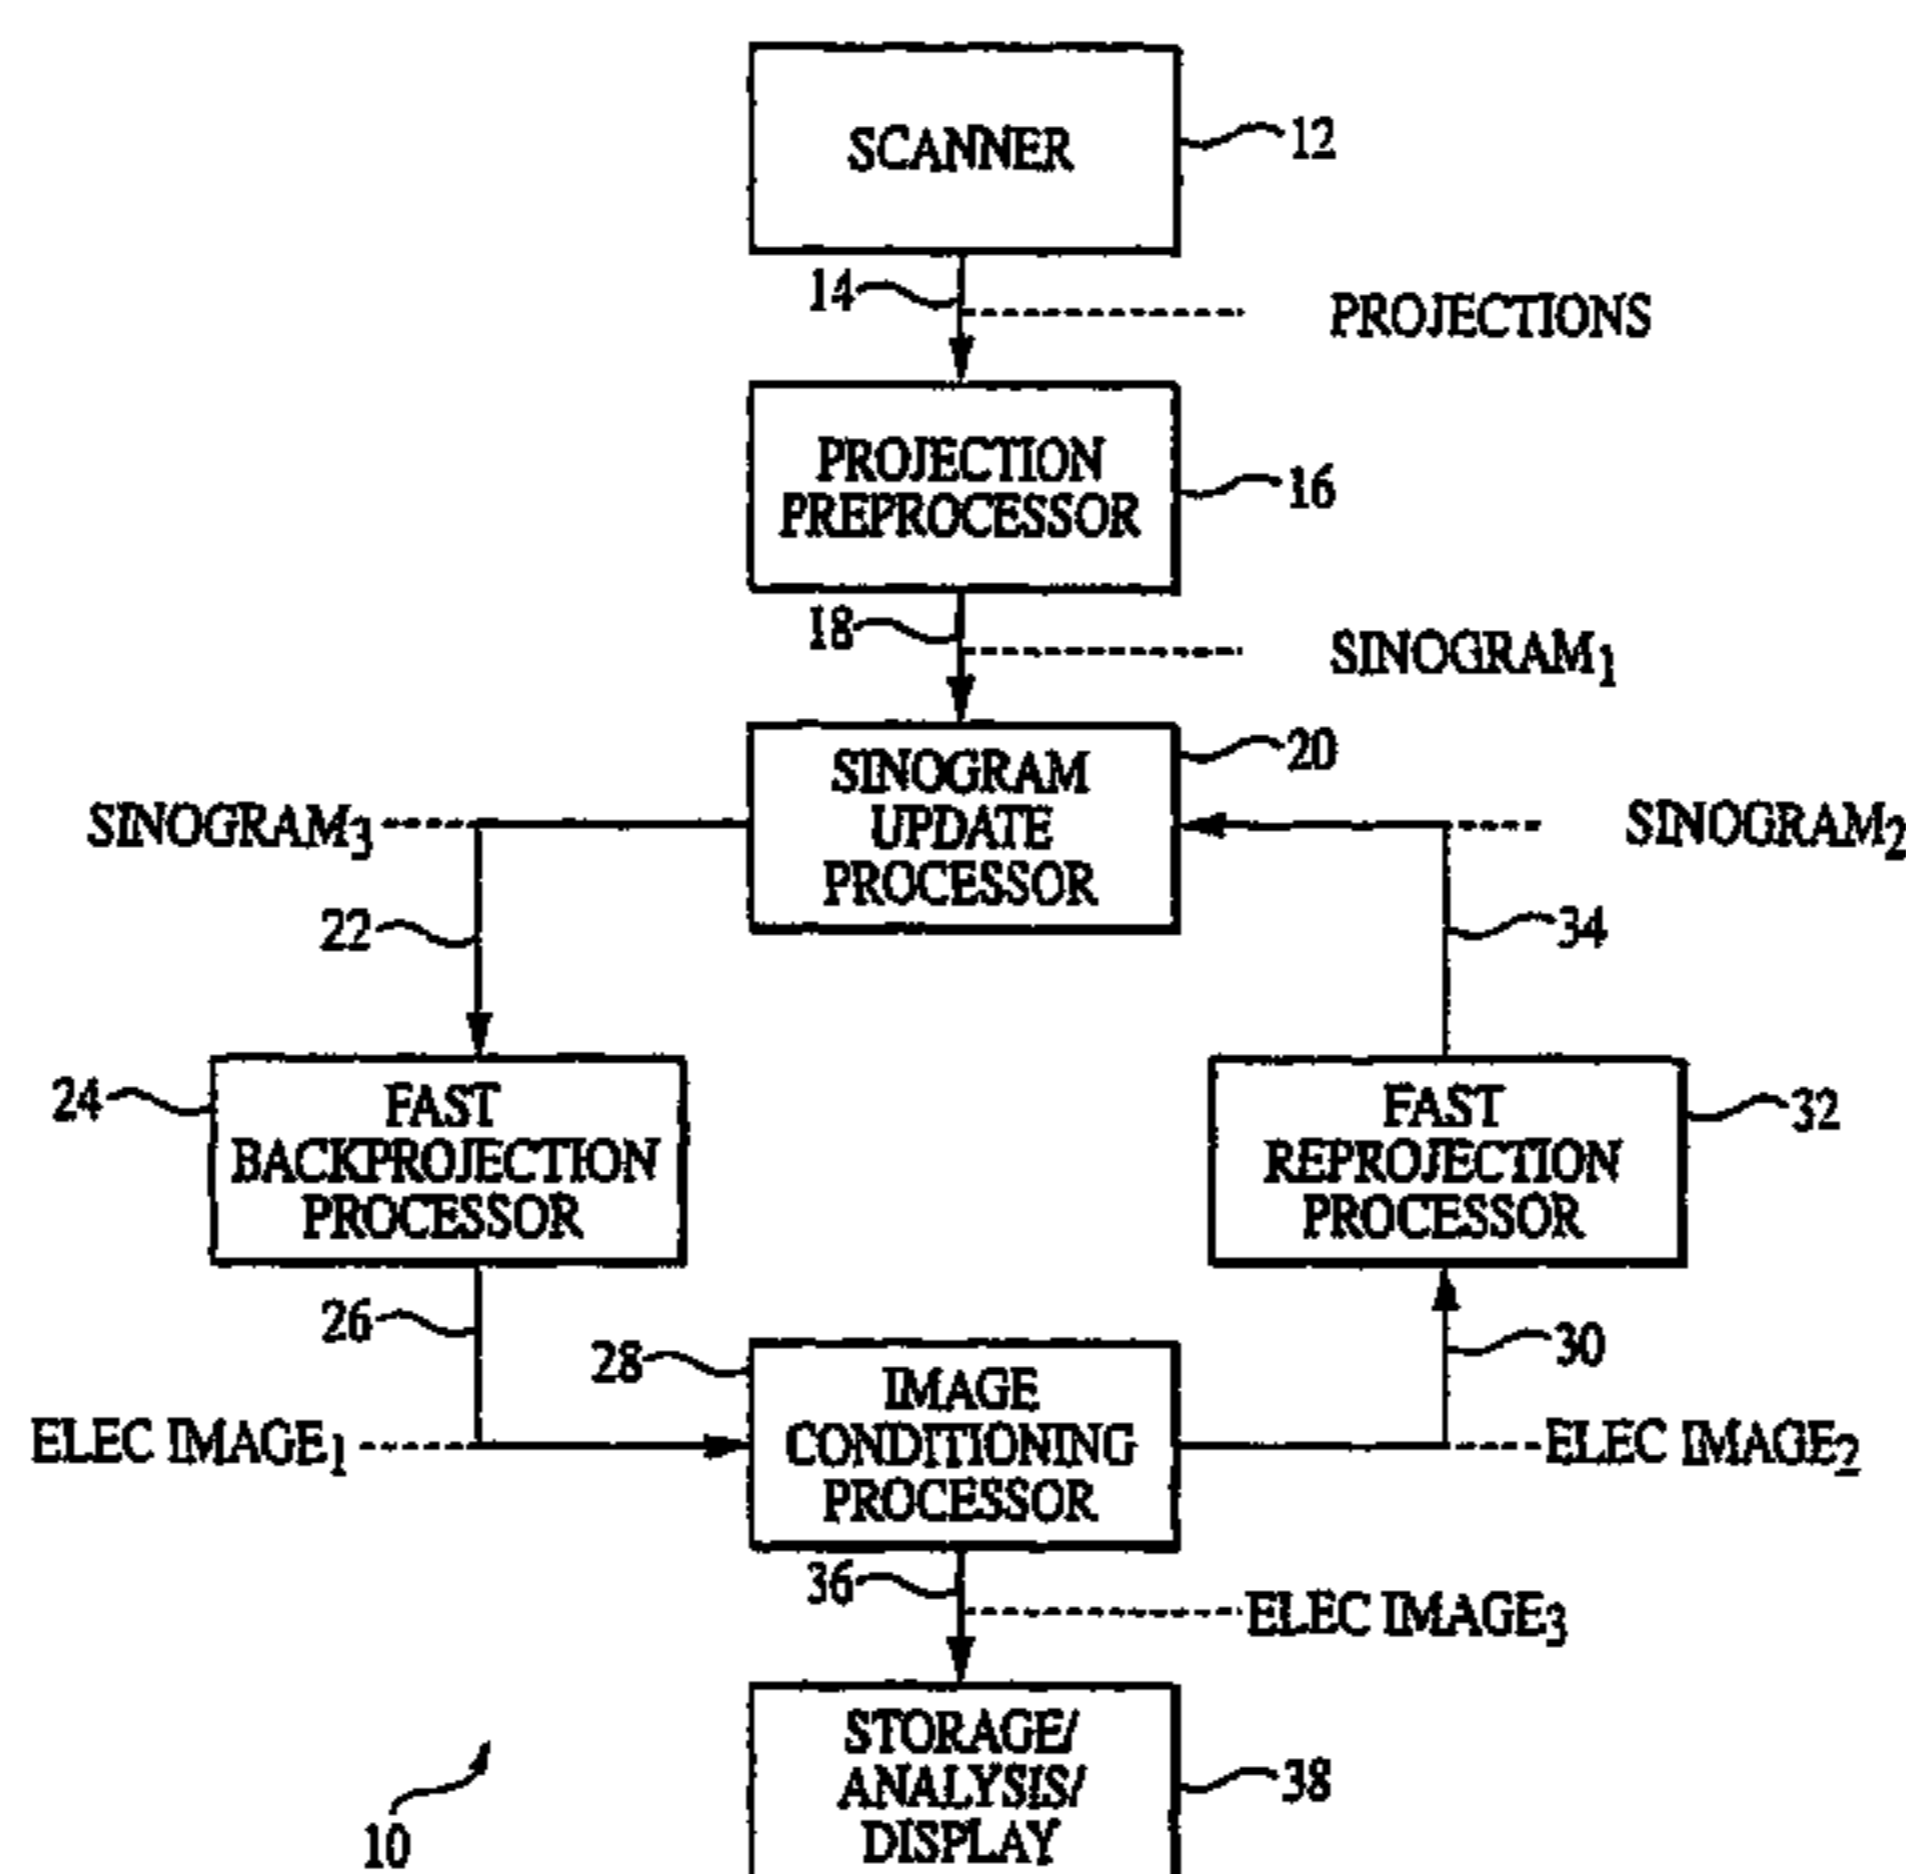 SCANNER
12
14
PROJECTIONS
PROJECTION
PREPROCESSOR
16
18
SINOGRAM1
SINOGRAM
UPDATE
PROCESSOR
20
SINOGRAM3
SINOGRAM2
22
34
24
FAST
BACKPROJECTION
PROCESSOR
FAST
REPROJECTION
PROCESSOR
32
26
28
30
IMAGE
CONDITIONING
PROCESSOR
ELEC IMAGE1
ELEC IMAGE2
36
ELEC IMAGE3
STORAGE/
ANALYSIS/
DISPLAY
38
10